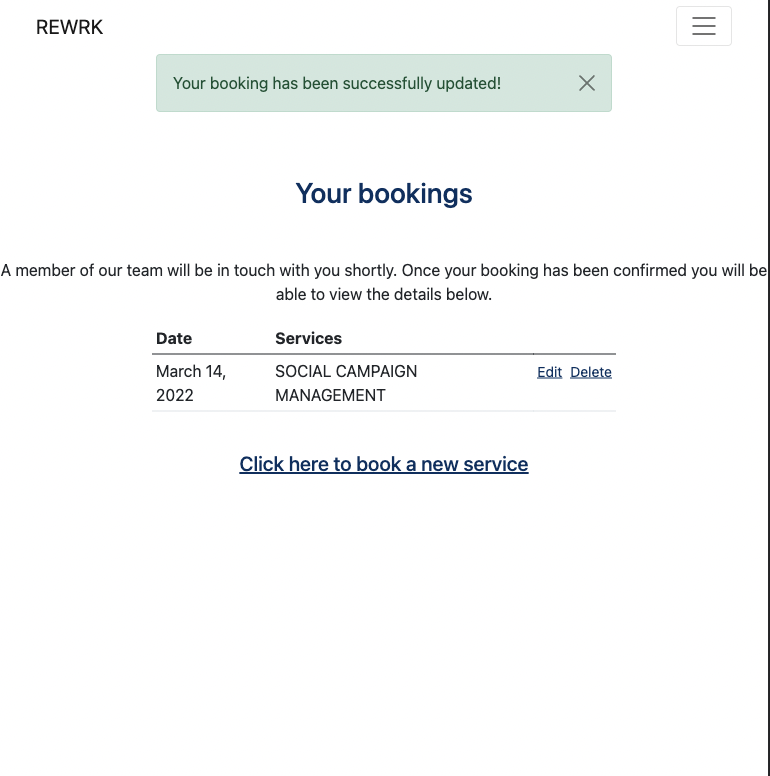 REWRK
Your booking has been successfully updated!
Your bookings
A member of our team will be in touch with you shortly. Once your booking has been confirmed you will be
able to view the details below.
Date Services
March 14, SOCIAL CAMPAIGN Edit Delete
2022 MANAGEMENT
Click here to book a new service